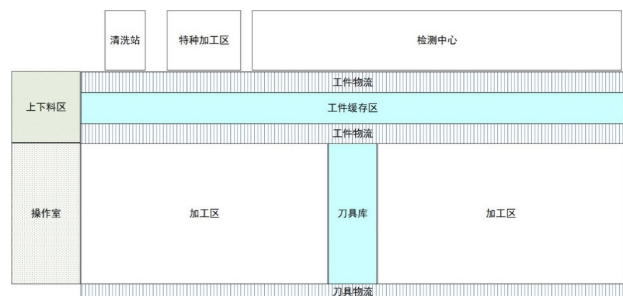 清洗站
特种加工区
检测中心
工件物流
上下料区
工件缓存区
工件物流
操作室
加工区
刀具库
加工区
刀具物流